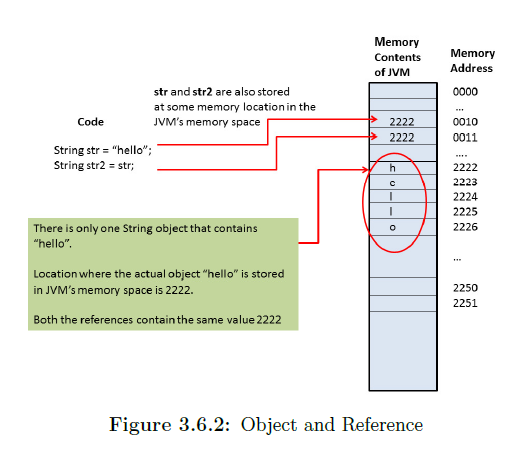 Memory
Contents
of JVM
Memory
Address
str and str2 are also stored
at some memory location in the
JVM's memory space
Code
String str = “hello”;
String str2 = str;
0000
...
2222 0010
2222 0011
....
h 2222
e 2223
l 2224
l 2225
o 2226
...
2250
2251
There is only one String object that contains
“hello”.
Location where the actual object “hello” is stored
in JVM's memory space is 2222.
Both the references contain the same value 2222
Figure 3.6.2: Object and Reference